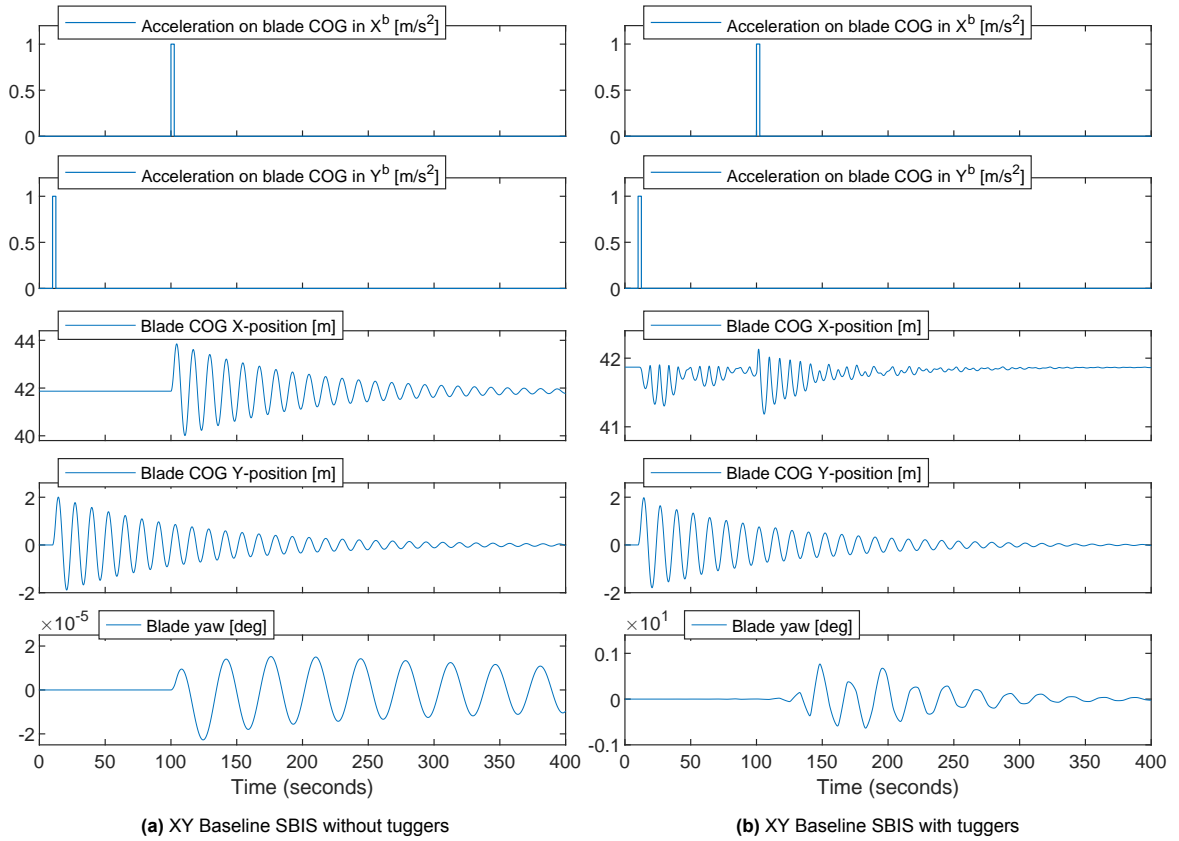 Acceleration on blade COG in X^b [m/s^2]
1
0.5
0
Acceleration on blade COG in Y^b [m/s^2]
1
0.5
0
Blade COG X-position [m]
44
42
40
Blade COG Y-position [m]
2
0
-2
×10^-5
Blade yaw [deg]
2
0
-2
0 50 100 150 200 250 300 350 400
Time (seconds)
(a) XY Baseline SBIS without tuggers
Acceleration on blade COG in X^b [m/s^2]
1
0.5
0
Acceleration on blade COG in Y^b [m/s^2]
1
0.5
0
Blade COG X-position [m]
42
41
Blade COG Y-position [m]
2
0
-2
×10^1
Blade yaw [deg]
0.1
0
-0.1
0 50 100 150 200 250 300 350 400
Time (seconds)
(b) XY Baseline SBIS with tuggers